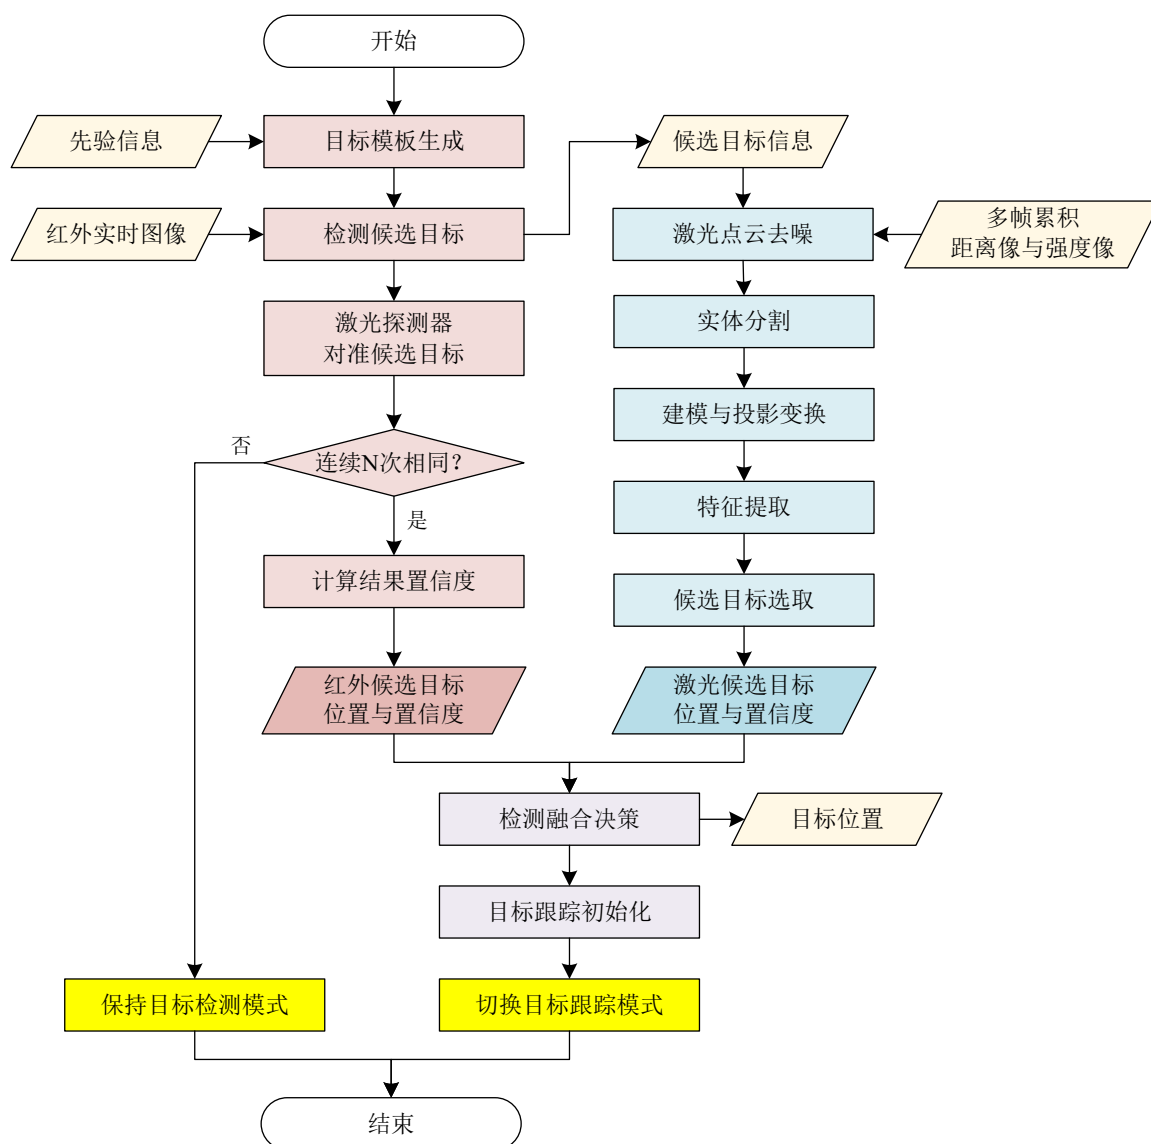 开始
先验信息
目标模板生成
候选目标信息
红外实时图像
检测候选目标
激光点云去噪
多帧累积
距离像与强度像
激光探测器
对准候选目标
实体分割
建模与投影变换
否
连续N次相同?
是
特征提取
计算结果置信度
候选目标选取
红外候选目标
位置与置信度
激光候选目标
位置与置信度
检测融合决策
目标位置
目标跟踪初始化
保持目标检测模式
切换目标跟踪模式
结束